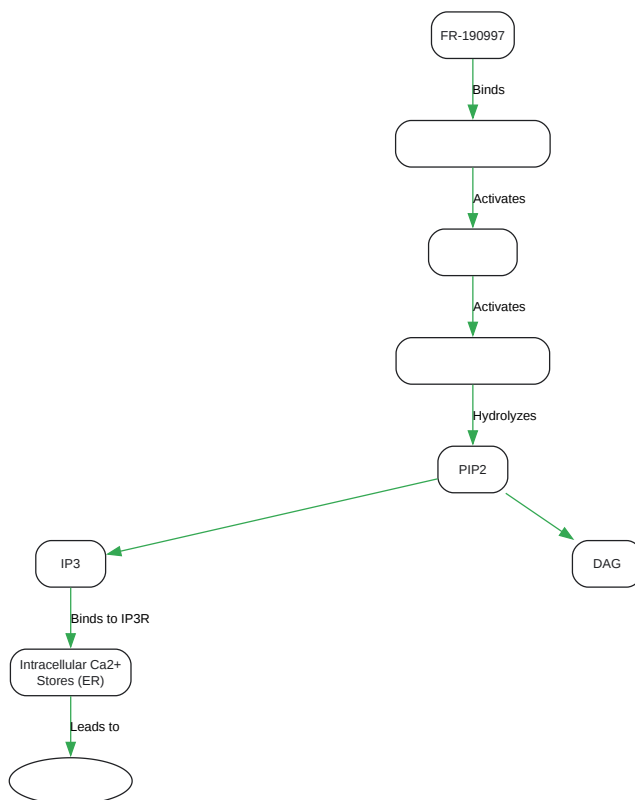 FR-190997
Binds
Activates
Activates
Hydrolyzes
PIP2
IP3
DAG
Binds to IP3R
Intracellular Ca2+
Stores (ER)
Leads to